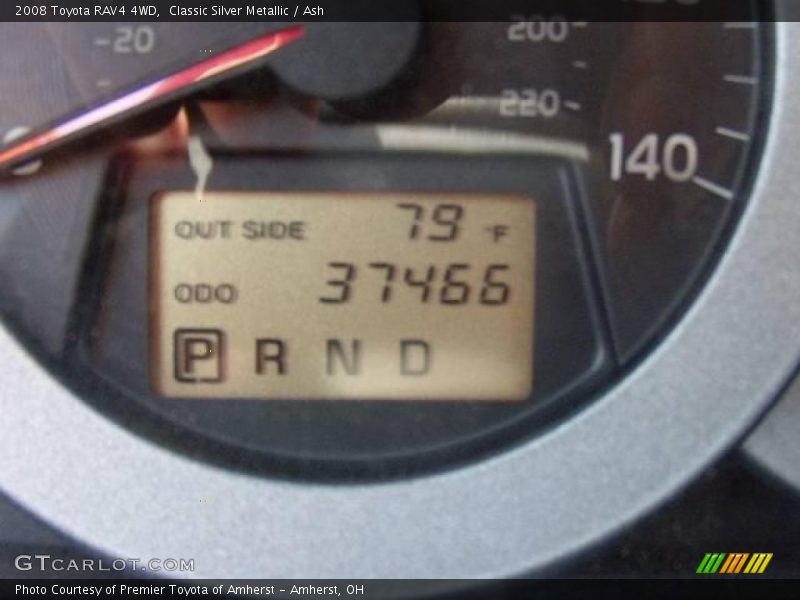 2008 Toyota RAV4 4WD,  Classic Silver Metallic / Ash
20
200
220
140
OUT SIDE 79 °F
ODO 37466
P R N D
GTCARLOT.COM
Photo Courtesy of Premier Toyota of Amherst - Amherst, OH